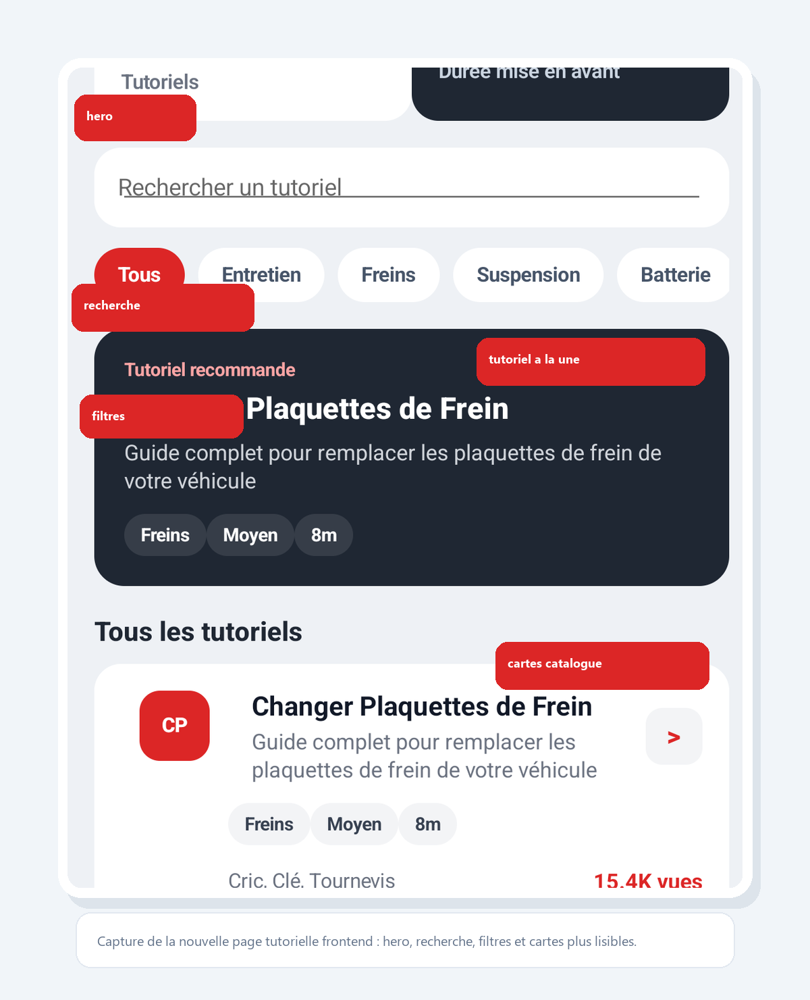 Tutoriels
Durée mise en avant
hero
Rechercher un tutoriel
Tous
Entretien
Freins
Suspension
Batterie
recherche
tutoriel a la une
Tutoriel recommande
filtres
Plaquettes de Frein
Guide complet pour remplacer les plaquettes de frein de
votre véhicule
Freins
Moyen
8m
Tous les tutoriels
cartes catalogue
CP
Changer Plaquettes de Frein
Guide complet pour remplacer les
plaquettes de frein de votre véhicule
>
Freins
Moyen
8m
Cric. Clé. Tournevis
15.4K vues
Capture de la nouvelle page tutorielle frontend : hero, recherche, filtres et cartes plus lisibles.